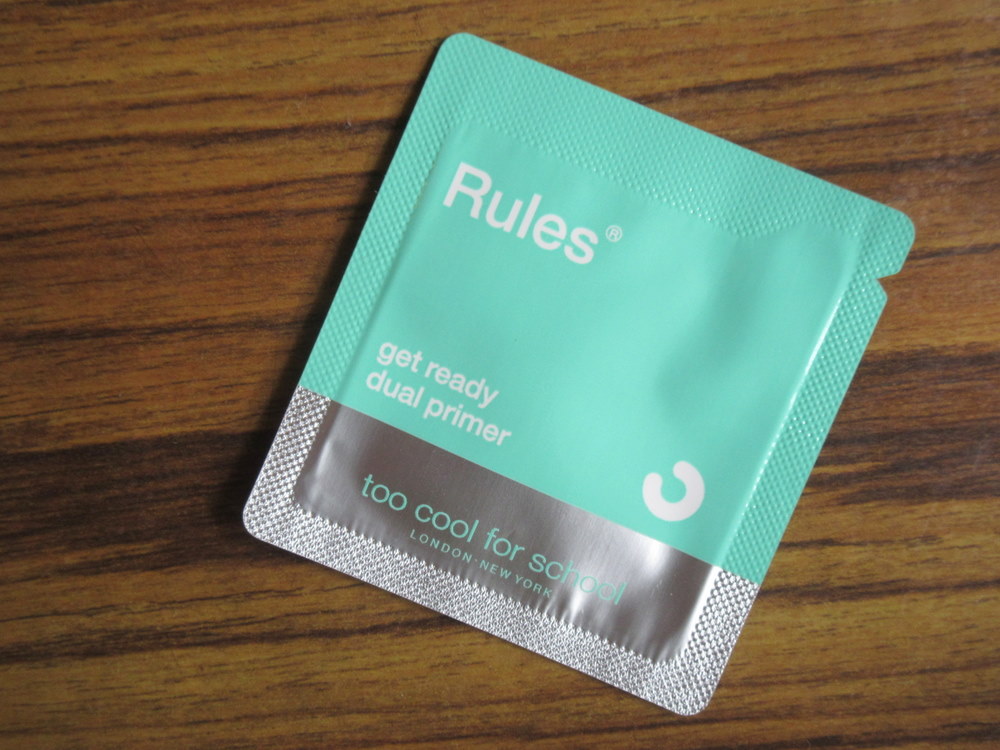 Rules®
get ready
dual primer
too cool for school
LONDON·NEW YORK